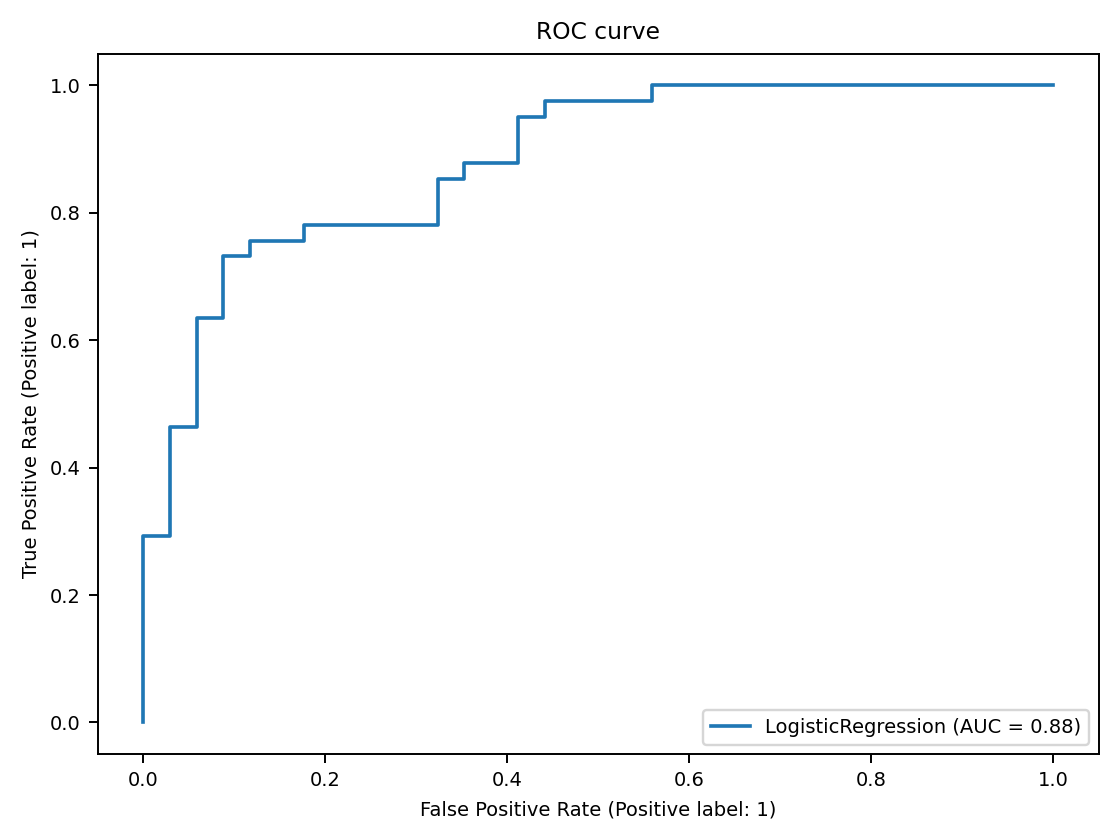 ROC curve
1.0
0.8
0.6
0.4
0.2
0.0
True Positive Rate (Positive label: 1)
LogisticRegression (AUC = 0.88)
0.0 0.2 0.4 0.6 0.8 1.0
False Positive Rate (Positive label: 1)